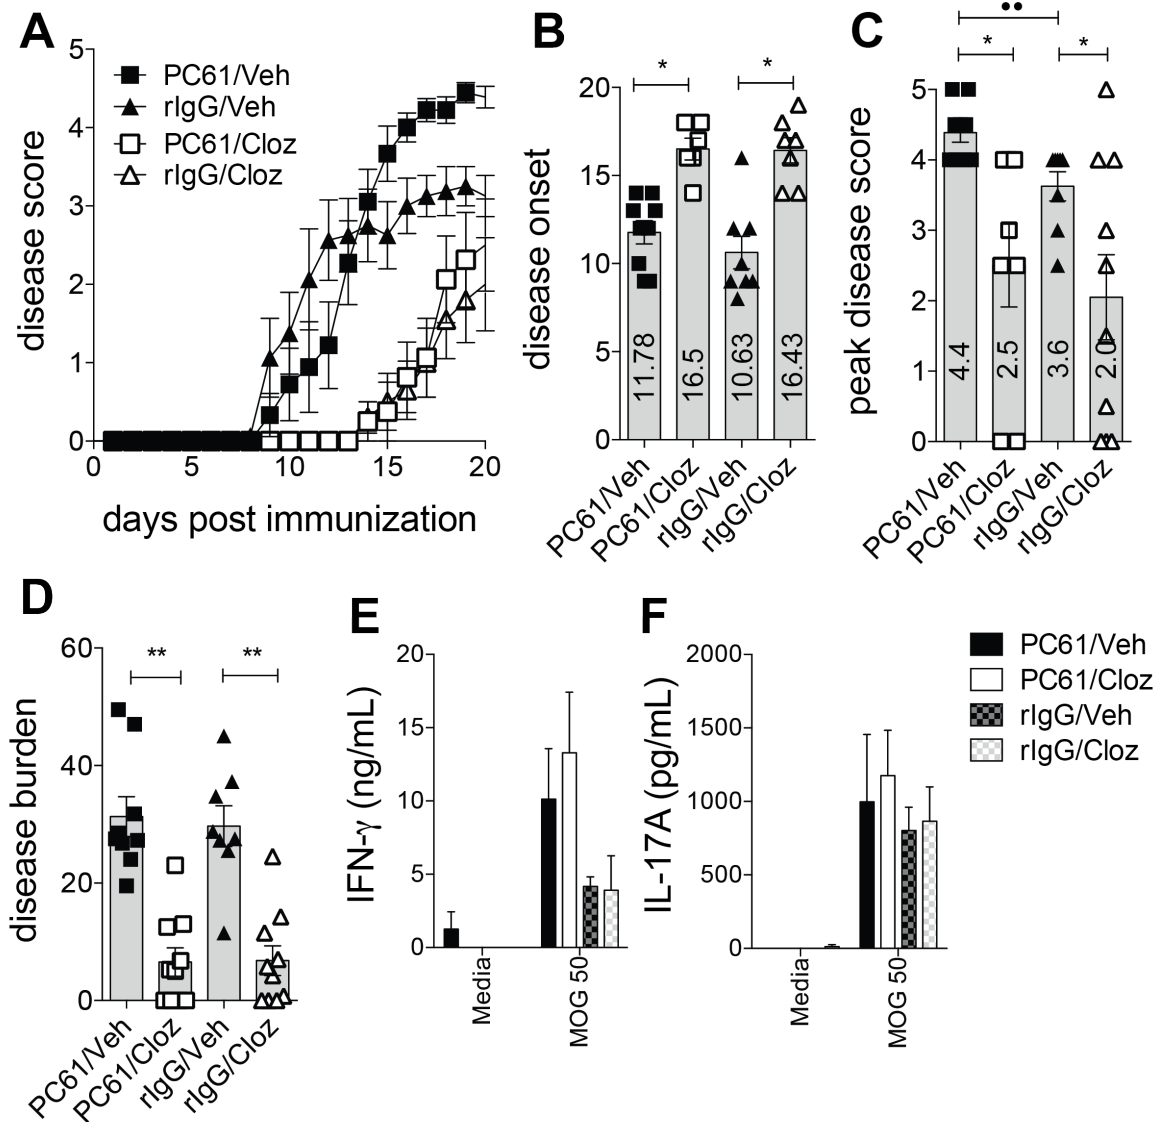 A
5
4
3
2
1
0
disease score
PC61/Veh
rIgG/Veh
PC61/Cloz
rIgG/Cloz
0
5
10
15
20
days post immunization
B
20
15
10
5
0
disease onset
*
*
11.78
16.5
10.63
16.43
PC61/Veh
PC61/Cloz
rIgG/Veh
rIgG/Cloz
C
5
4
3
2
1
0
peak disease score
••
*
*
4.4
2.5
3.6
PC61/Veh
PC61/Cloz
rIgG/Veh
rIgG/Cloz
D
60
40
20
0
disease burden
**
**
PC61/Veh
PC61/Cloz
rIgG/Veh
rIgG/Cloz
E
20
15
10
5
0
IFN-γ (ng/mL)
Media
MOG 50
F
2000
1500
1000
500
0
IL-17A (pg/mL)
Media
MOG 50
PC61/Veh
PC61/Cloz
rIgG/Veh
rIgG/Cloz